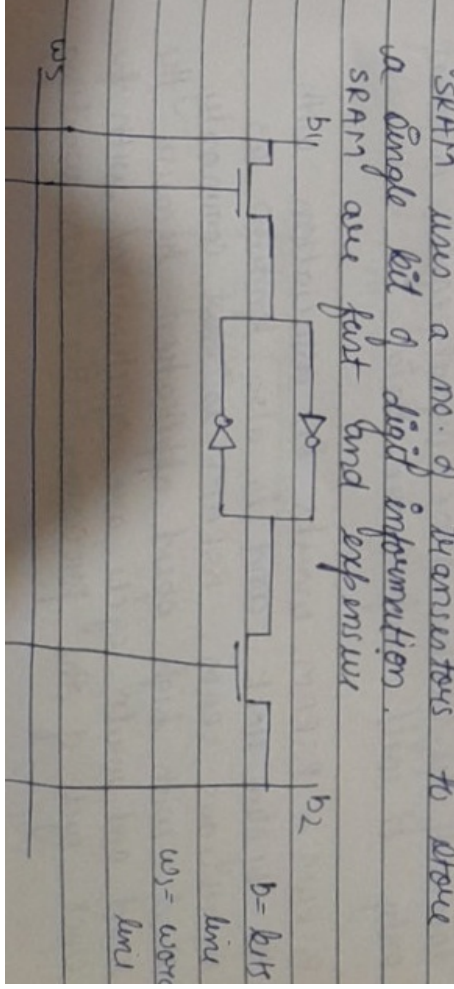 SRAM uses a no. of transistors to store
a single bit of digit information.
SRAM are fast and expensive
b1
b2
b = bits
line
ws = word
line
ws